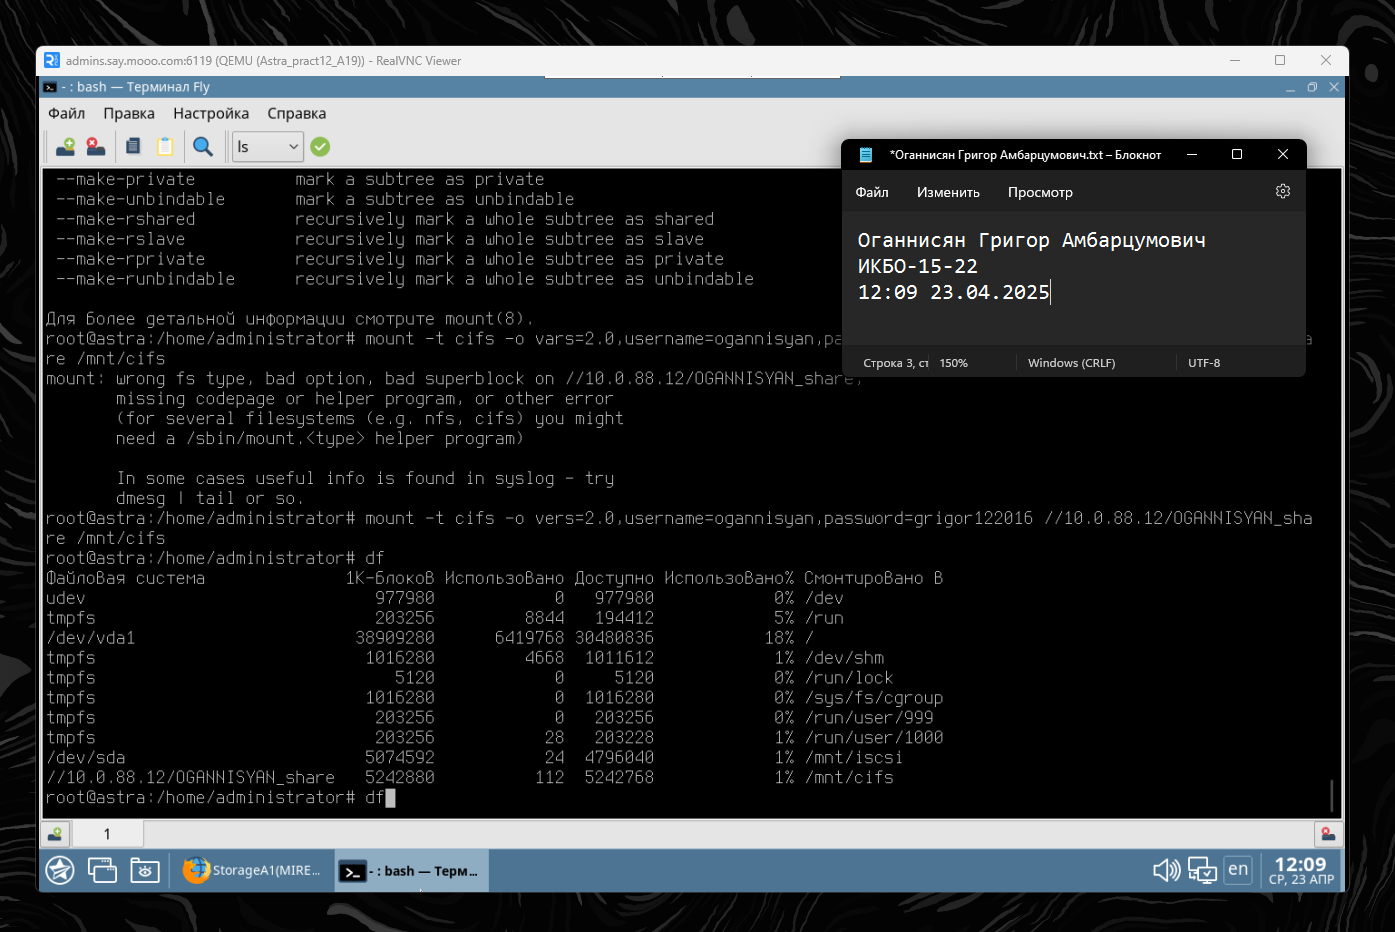 admins.say.mooo.com:6119 (QEMU (Astra_pract12_A19)) - RealVNC Viewer
- : bash — Терминал Fly
Файл Правка Настройка Справка
ls
--make-private mark a subtree as private
--make-unbindable mark a subtree as unbindable
--make-rshared recursively mark a whole subtree as shared
--make-rslave recursively mark a whole subtree as slave
--make-rprivate recursively mark a whole subtree as private
--make-runbindable recursively mark a whole subtree as unbindable
Для более детальной информации смотрите mount(8).
root@astra:/home/administrator# mount -t cifs -o vars=2.0,username=ogannisyan,pa
re /mnt/cifs
mount: wrong fs type, bad option, bad superblock on //10.0.88.12/OGANNISYAN_share,
missing codepage or helper program, or other error
(for several filesystems (e.g. nfs, cifs) you might
need a /sbin/mount.<type> helper program)
In some cases useful info is found in syslog - try
dmesg | tail or so.
root@astra:/home/administrator# mount -t cifs -o vers=2.0,username=ogannisyan,password=grigor122016 //10.0.88.12/OGANNISYAN_sha
re /mnt/cifs
root@astra:/home/administrator# df
Файловая система 1K-блоков Использовано Доступно Использовано% Смонтировано в
udev 977980 0 977980 0% /dev
tmpfs 203256 8844 194412 5% /run
/dev/vda1 38909280 6419768 30480836 18% /
tmpfs 1016280 4668 1011612 1% /dev/shm
tmpfs 5120 0 5120 0% /run/lock
tmpfs 1016280 0 1016280 0% /sys/fs/cgroup
tmpfs 203256 0 203256 0% /run/user/999
tmpfs 203256 28 203228 1% /run/user/1000
/dev/sda 5074592 24 4796040 1% /mnt/iscsi
//10.0.88.12/OGANNISYAN_share 5242880 112 5242768 1% /mnt/cifs
root@astra:/home/administrator# df
*Оганнисян Григор Амбарцумович.txt – Блокнот
Файл Изменить Просмотр
Оганнисян Григор Амбарцумович
ИКБО-15-22
12:09 23.04.2025
Строка 3, ст 150% Windows (CRLF) UTF-8
1
StorageA1(MIRE... - : bash — Терм... en 12:09
СР, 23 АПР